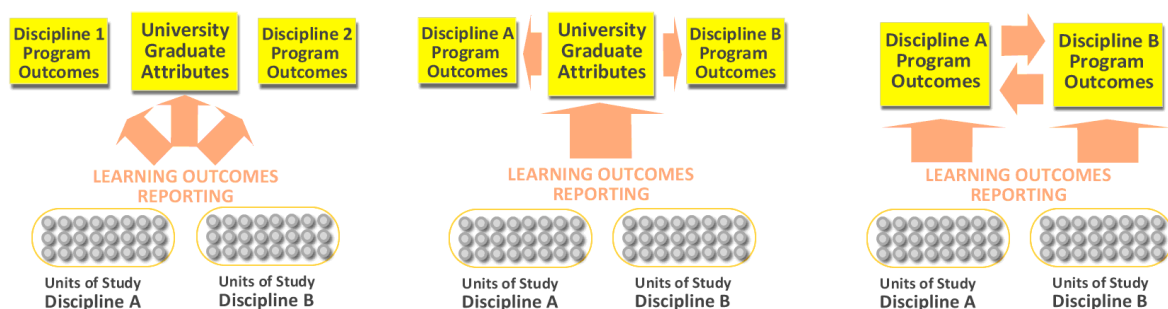 Discipline 1
Program
Outcomes
University
Graduate
Attributes
Discipline 2
Program
Outcomes
LEARNING OUTCOMES
REPORTING
Units of Study
Discipline A
Units of Study
Discipline B
Discipline A
Program
Outcomes
University
Graduate
Attributes
Discipline B
Program
Outcomes
LEARNING OUTCOMES
REPORTING
Units of Study
Discipline A
Units of Study
Discipline B
Discipline A
Program
Outcomes
Discipline B
Program
Outcomes
LEARNING OUTCOMES
REPORTING
Units of Study
Discipline A
Units of Study
Discipline B